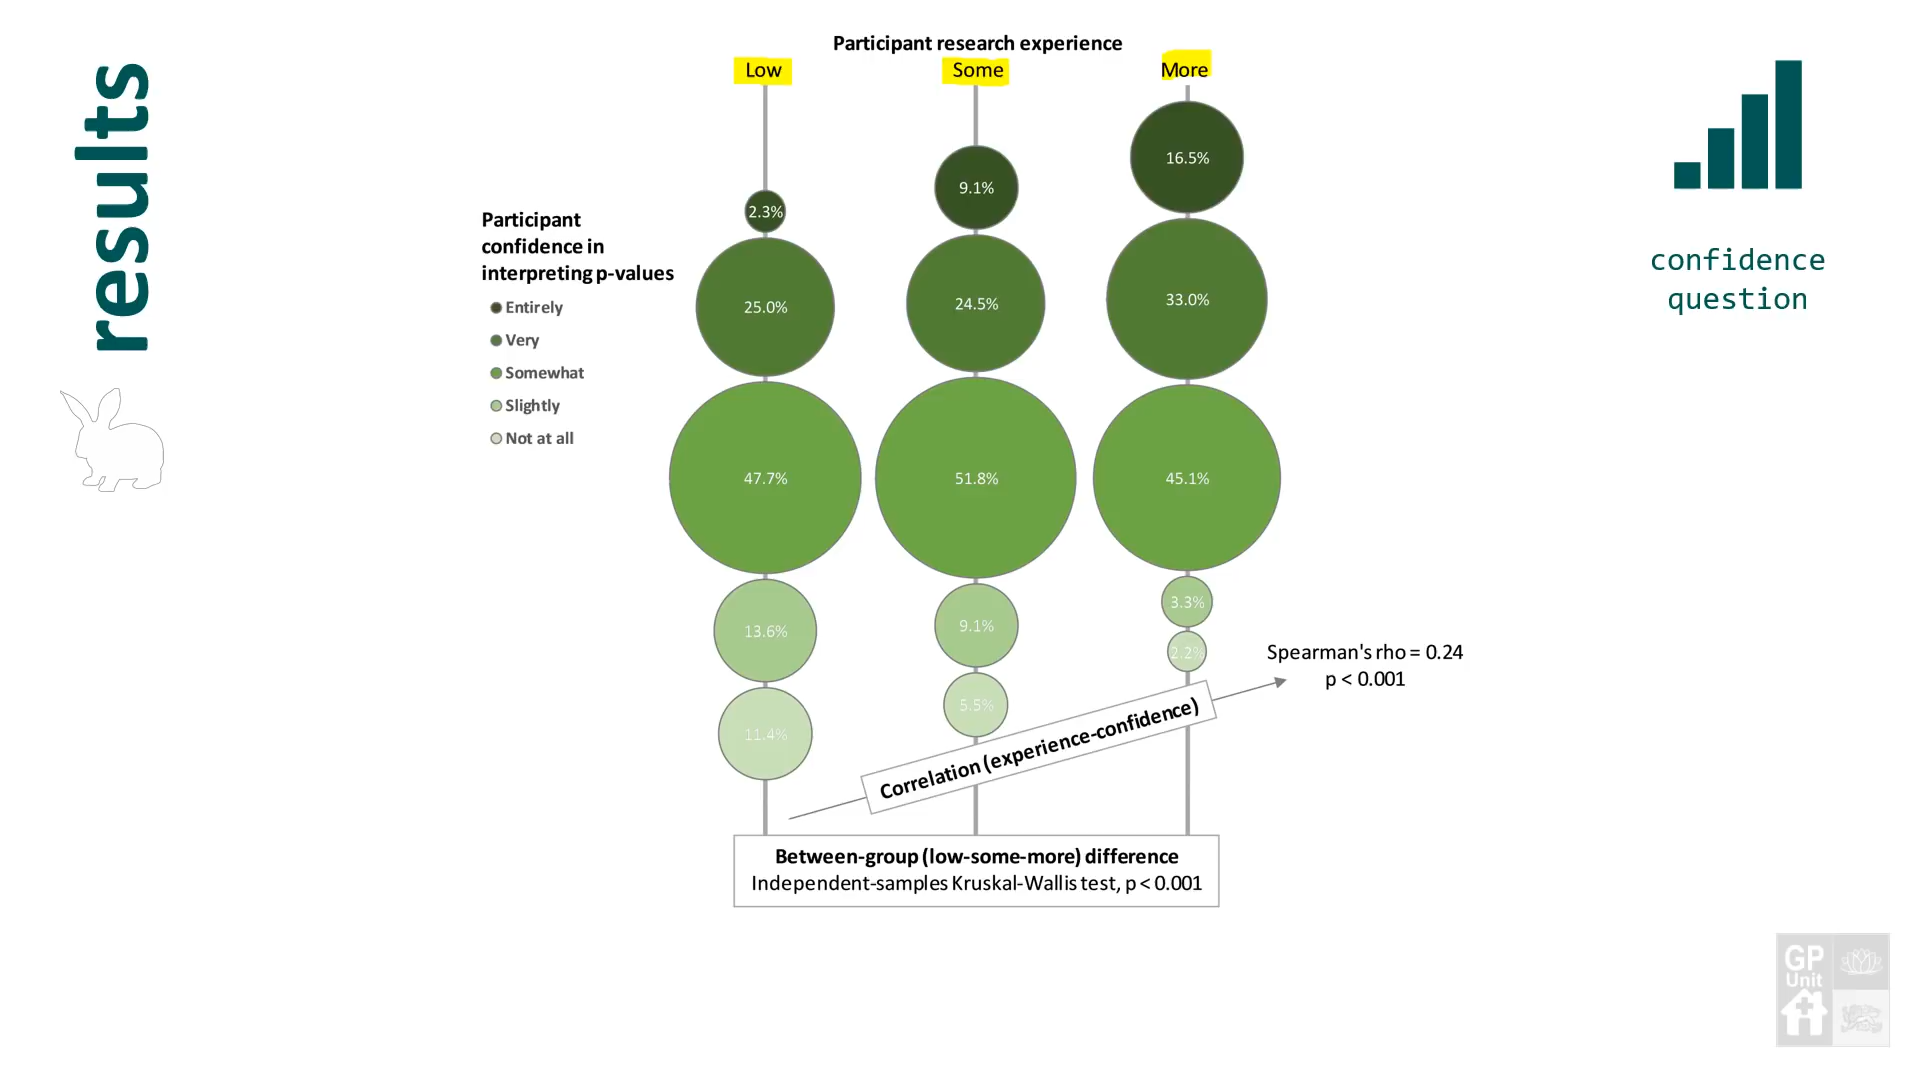 results
Participant research experience
Low
Some
More
Participant
confidence in
interpreting p-values
Entirely
Very
Somewhat
Slightly
Not at all
2.3%
25.0%
47.7%
13.6%
11.4%
9.1%
24.5%
51.8%
9.1%
5.5%
16.5%
33.0%
45.1%
3.3%
2.2%
Spearman's rho = 0.24
p < 0.001
Correlation (experience-confidence)
Between-group (low-some-more) difference
Independent-samples Kruskal-Wallis test, p < 0.001
confidence
question
GP
Unit